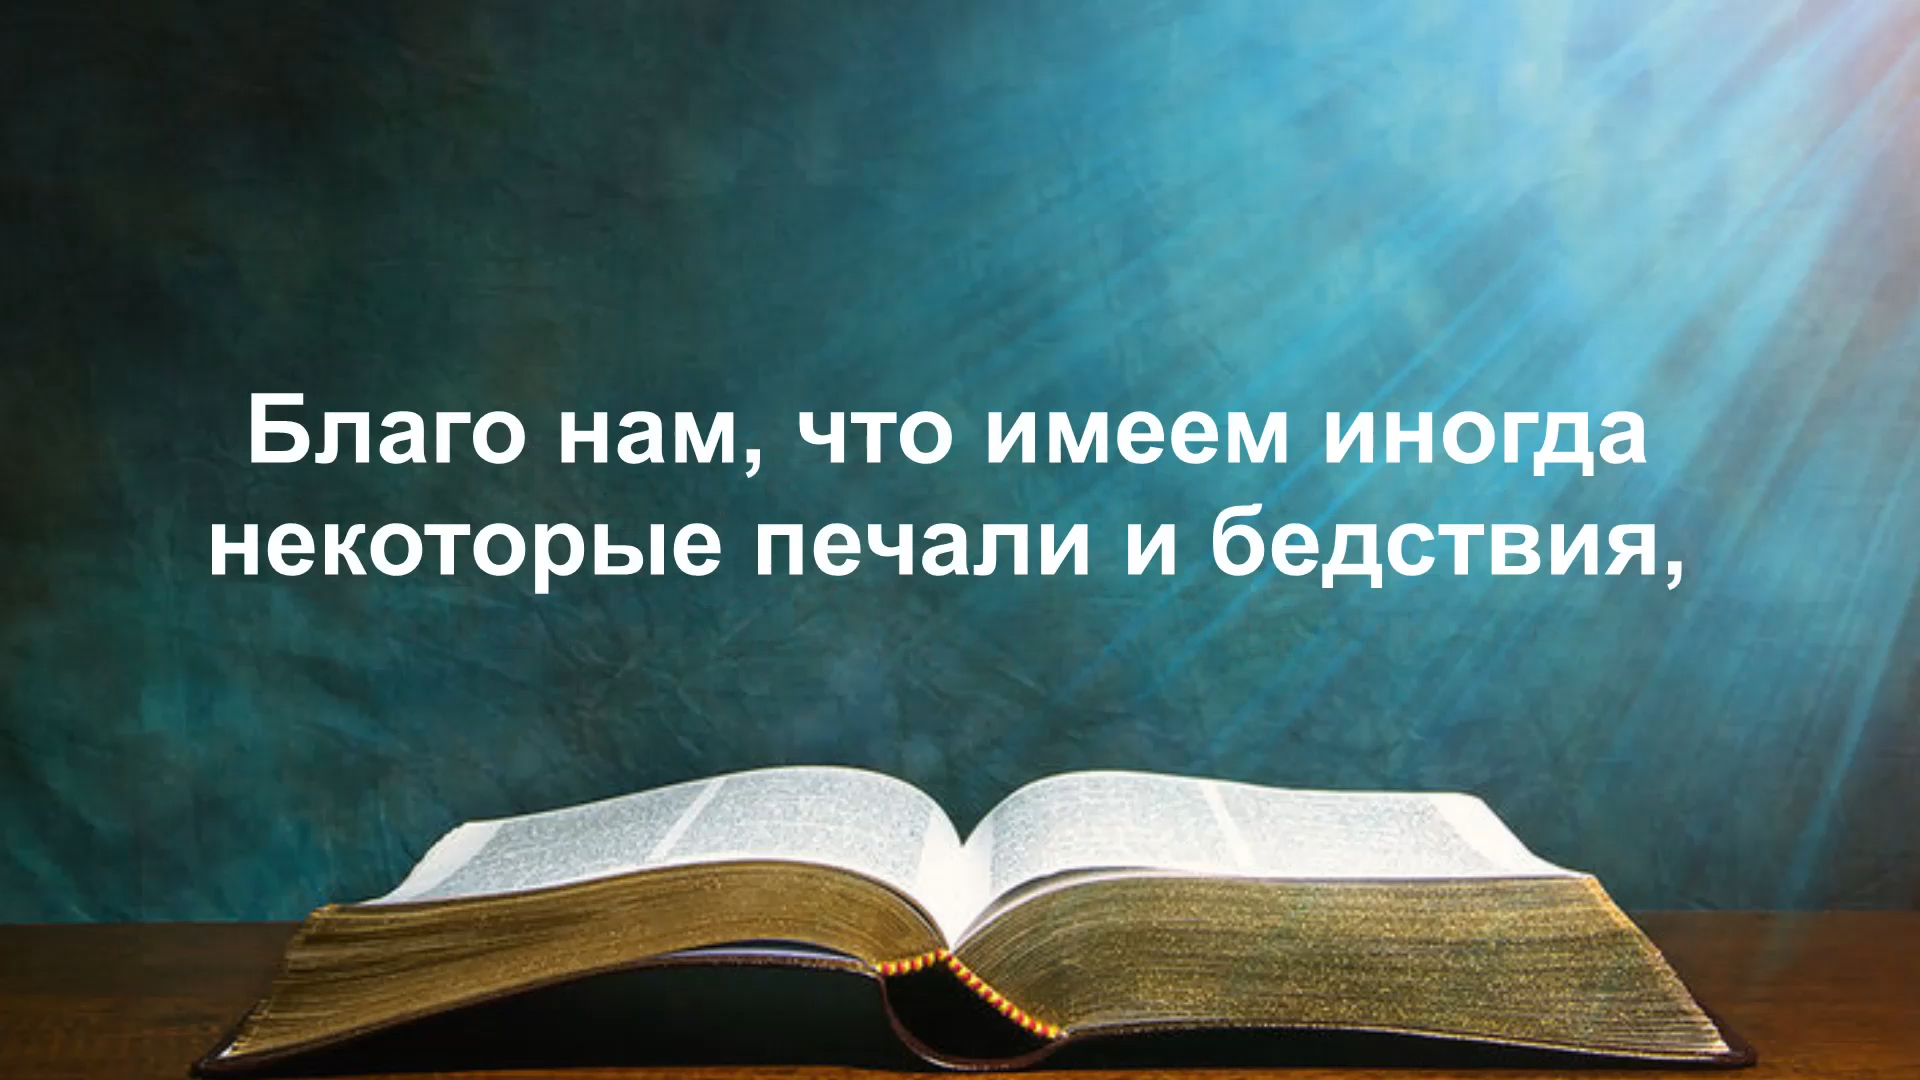 Благо нам, что имеем иногда
некоторые печали и бедствия,